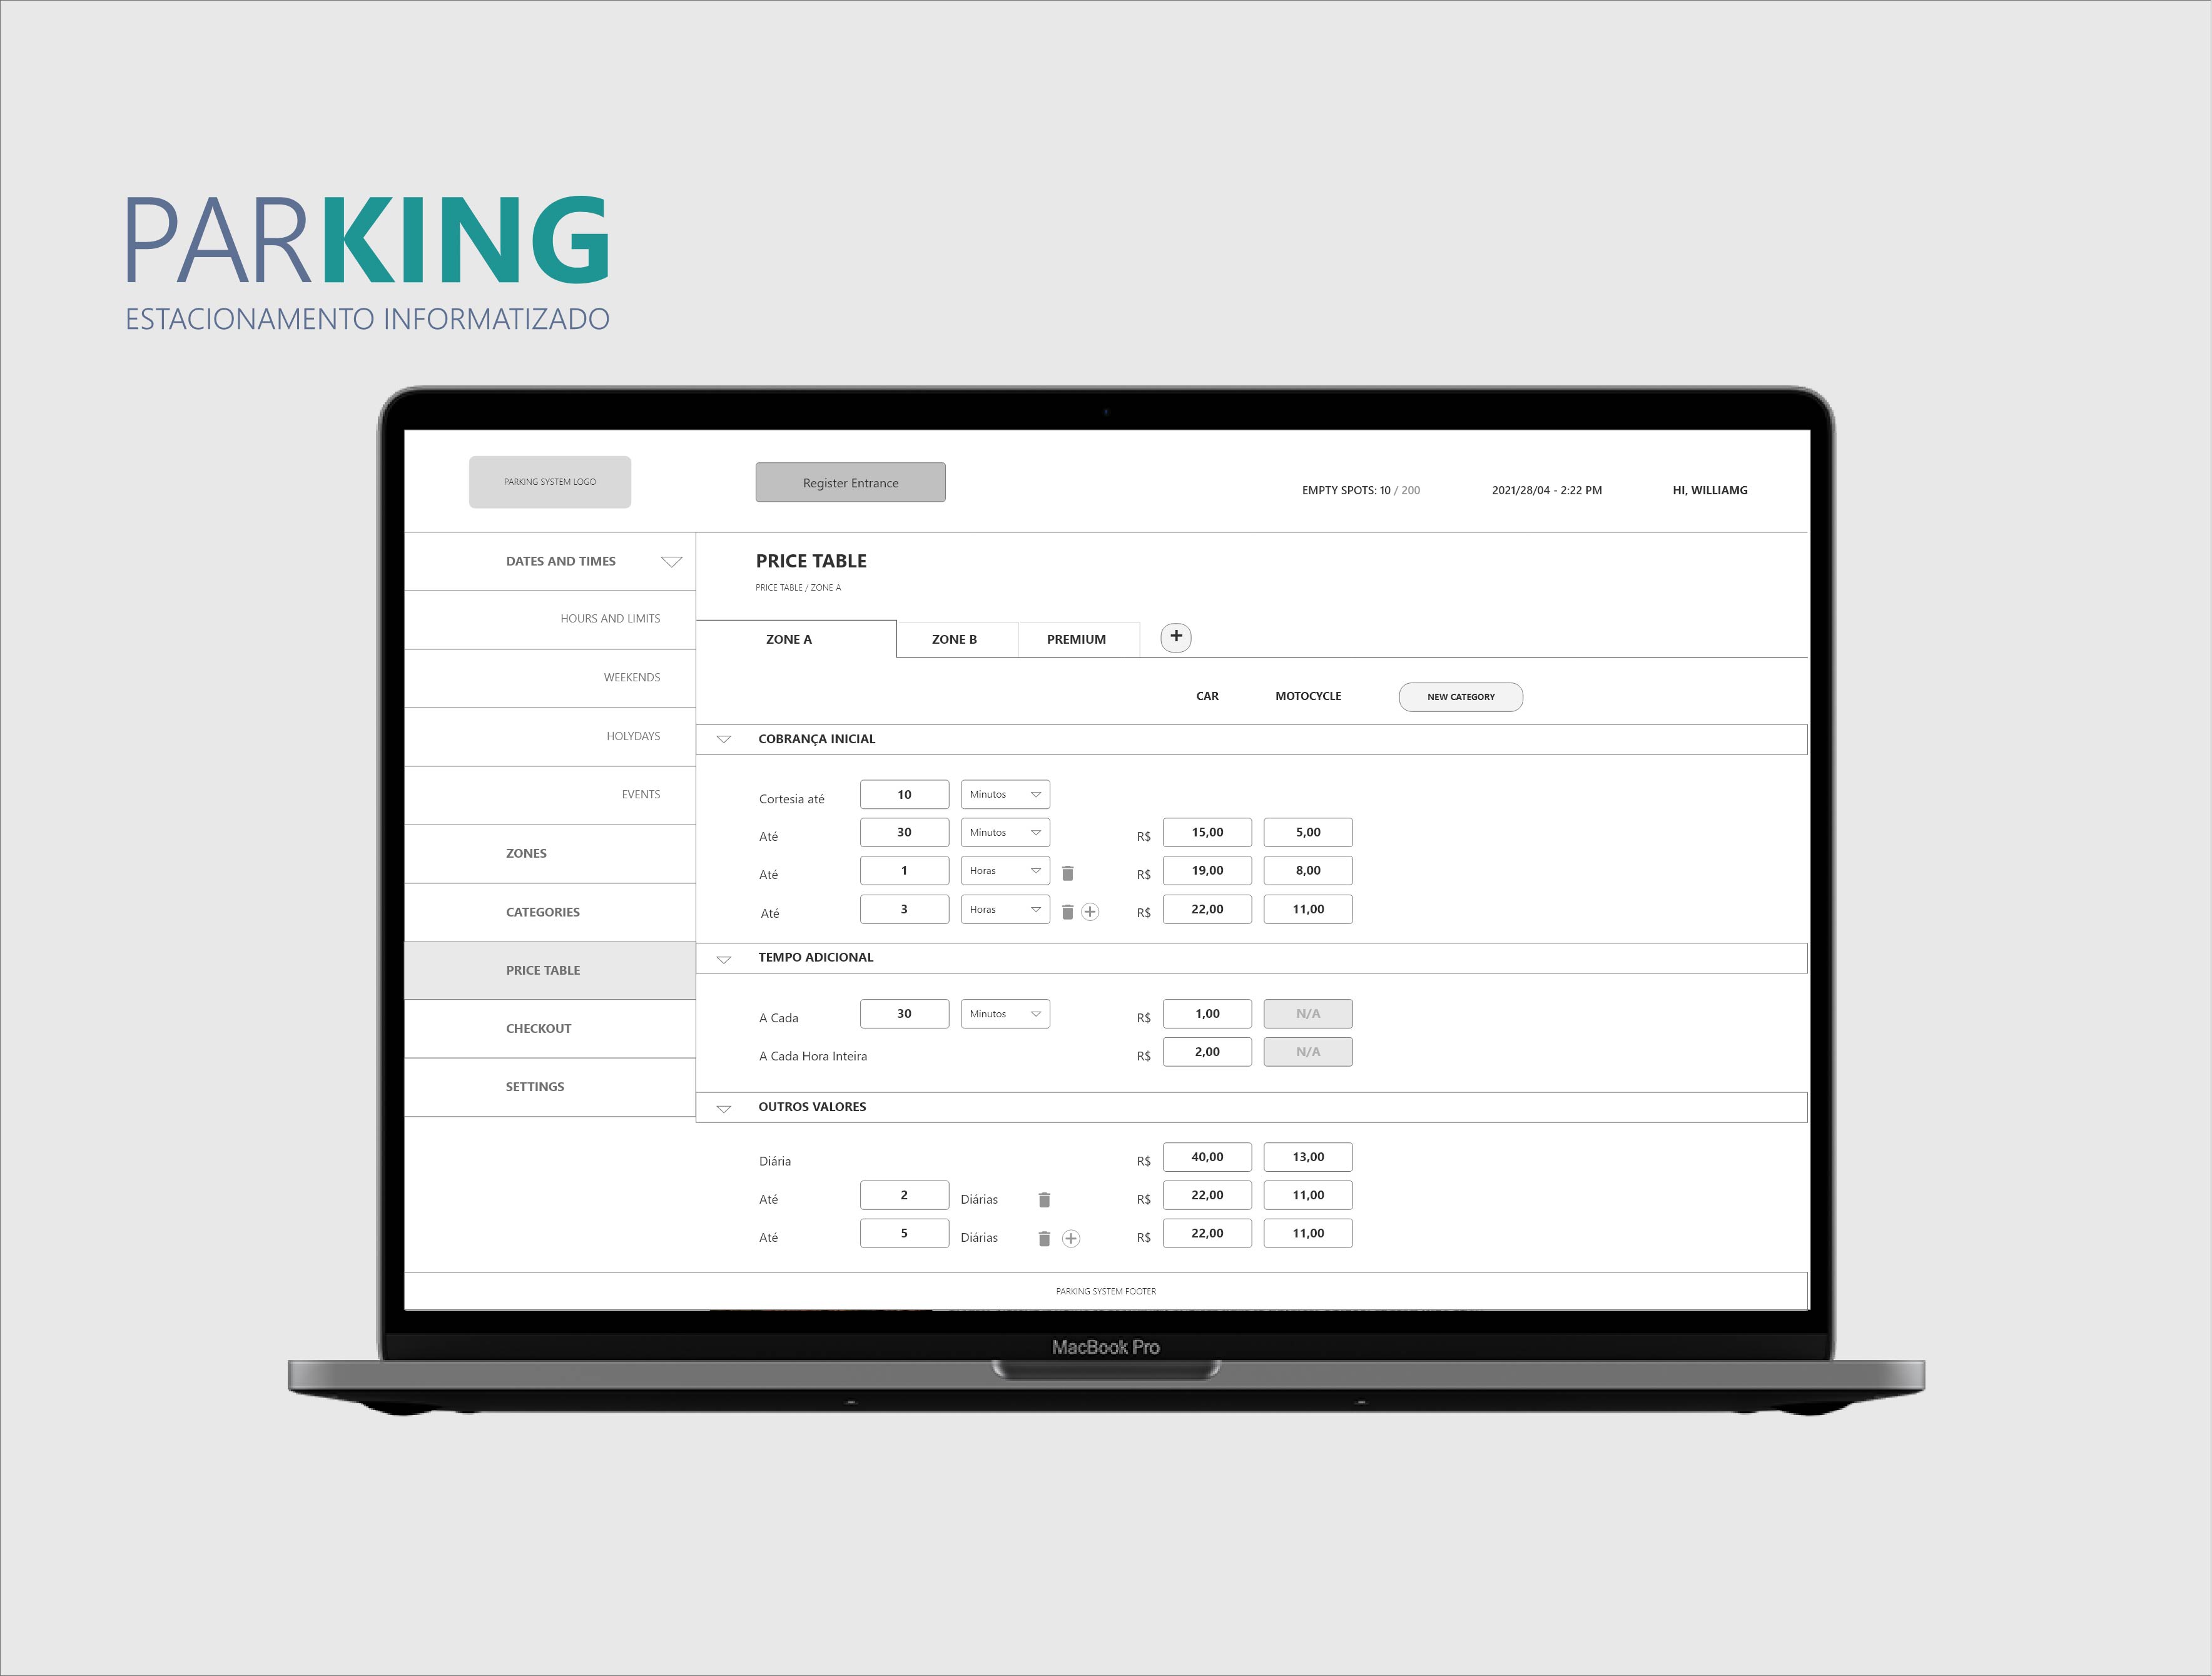 PARKING
ESTACIONAMENTO INFORMATIZADO
PARKING SYSTEM LOGO
Register Entrance
EMPTY SPOTS: 10 / 200
2021/28/04 - 2:22 PM
HI, WILLIAMG
DATES AND TIMES
HOURS AND LIMITS
WEEKENDS
HOLYDAYS
EVENTS
ZONES
CATEGORIES
PRICE TABLE
CHECKOUT
SETTINGS
PRICE TABLE
PRICE TABLE / ZONE A
ZONE A ZONE B PREMIUM +
CAR MOTOCYCLE NEW CATEGORY
COBRANÇA INICIAL
Cortesia até 10 Minutos
Até 30 Minutos R$ 15,00 5,00
Até 1 Horas R$ 19,00 8,00
Até 3 Horas R$ 22,00 11,00
TEMPO ADICIONAL
A Cada 30 Minutos R$ 1,00 N/A
A Cada Hora Inteira R$ 2,00 N/A
OUTROS VALORES
Diária R$ 40,00 13,00
Até 2 Diárias R$ 22,00 11,00
Até 5 Diárias R$ 22,00 11,00
PARKING SYSTEM FOOTER
MacBook Pro